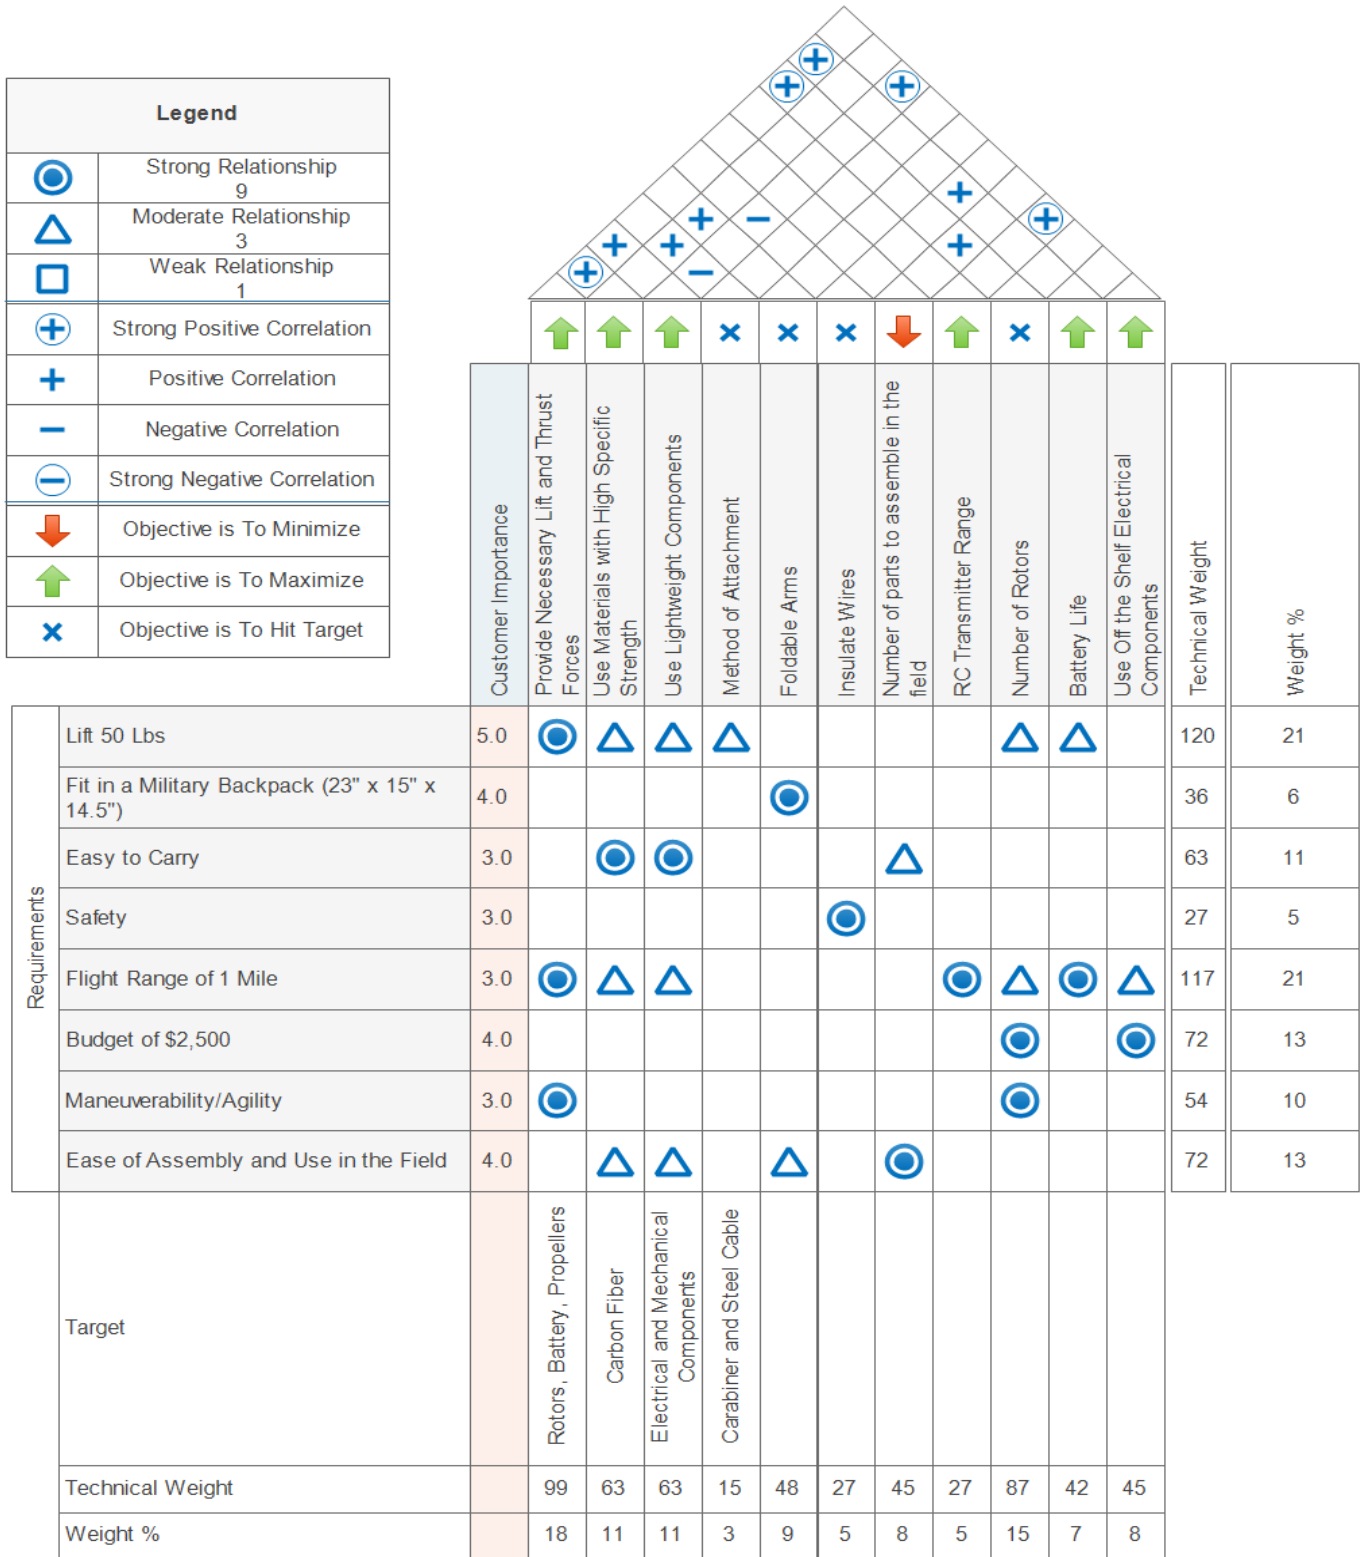 Legend
Strong Relationship
9
Moderate Relationship
3
Weak Relationship
1
Strong Positive Correlation
Positive Correlation
Negative Correlation
Strong Negative Correlation
Objective is To Minimize
Objective is To Maximize
Objective is To Hit Target
Customer Importance
Provide Necessary Lift and Thrust
Forces
Use Materials with High Specific
Strength
Use Lightweight Components
Method of Attachment
Foldable Arms
Insulate Wires
Number of parts to assemble in the
field
RC Transmitter Range
Number of Rotors
Battery Life
Use Off the Shelf Electrical
Components
Technical Weight
Weight %
Requirements
Lift 50 Lbs 5.0 120 21
Fit in a Military Backpack (23" x 15" x
14.5") 4.0 36 6
Easy to Carry 3.0 63 11
Safety 3.0 27 5
Flight Range of 1 Mile 3.0 117 21
Budget of $2,500 4.0 72 13
Maneuverability/Agility 3.0 54 10
Ease of Assembly and Use in the Field 4.0 72 13
Target
Rotors, Battery, Propellers
Carbon Fiber
Electrical and Mechanical
Components
Carabiner and Steel Cable
Technical Weight 99 63 63 15 48 27 45 27 87 42 45
Weight % 18 11 11 3 9 5 8 5 15 7 8